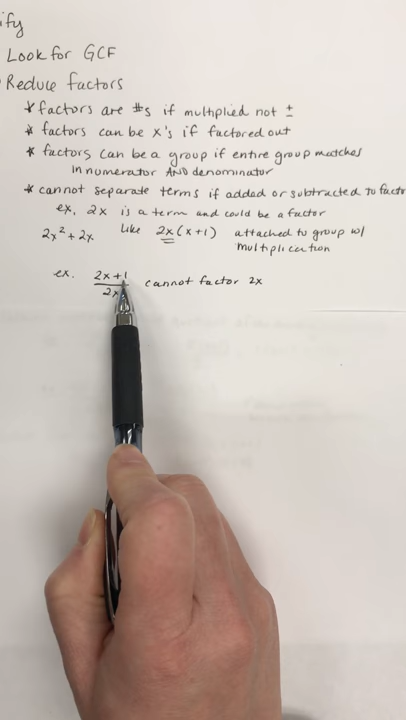 ify
Look for GCF
Reduce factors
* factors are #s if multiplied not ±
* factors can be x's if factored out
* factors can be a group if entire group matches
in numerator AND denominator
* cannot separate terms if added or subtracted to factor
ex. 2x is a term and could be a factor
2x² + 2x like 2x(x+1) attached to group w/
multiplication
ex. 2x+1 cannot factor 2x
2x